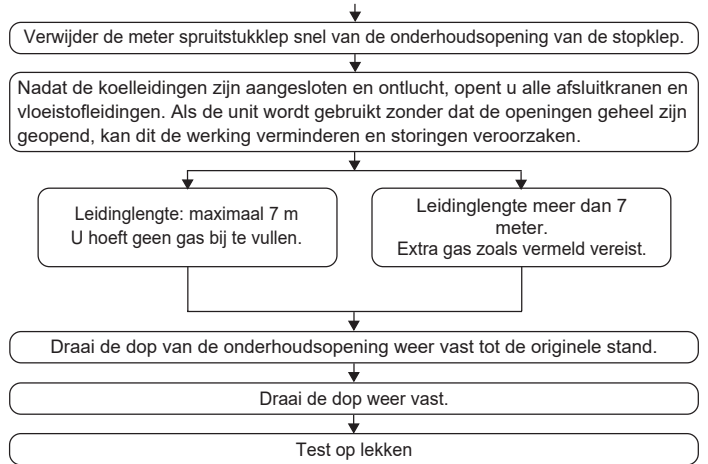 Verwijder de meter spruitstukklep snel van de onderhoudsopening van de stopklep.
Nadat de koelleidingen zijn aangesloten en ontlucht, opent u alle afsluitkranen en
vloeistofleidingen. Als de unit wordt gebruikt zonder dat de openingen geheel zijn
geopend, kan dit de werking verminderen en storingen veroorzaken.
Leidinglengte: maximaal 7 m
U hoeft geen gas bij te vullen.
Leidinglengte meer dan 7
meter.
Extra gas zoals vermeld vereist.
Draai de dop van de onderhoudsopening weer vast tot de originele stand.
Draai de dop weer vast.
Test op lekken